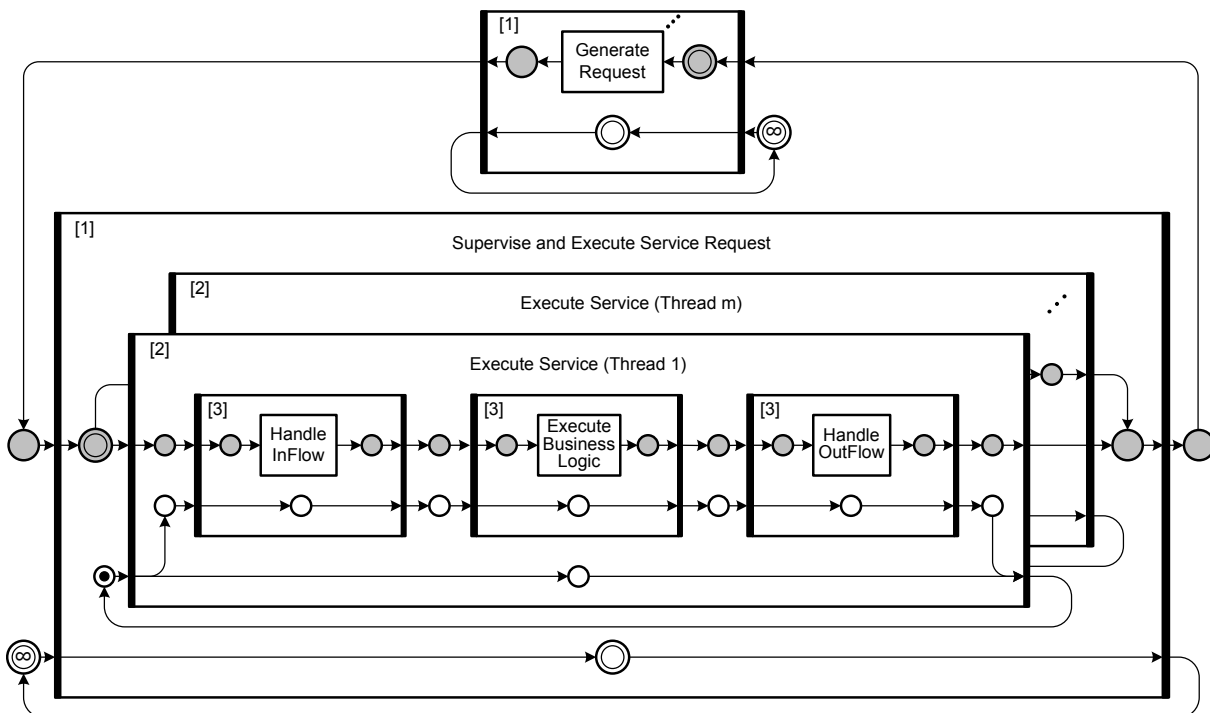 [1]
Generate
Request
∞
[1]
Supervise and Execute Service Request
[2]
Execute Service (Thread m)
[2]
Execute Service (Thread 1)
[3]
Handle
InFlow
[3]
Execute
Business
Logic
[3]
Handle
OutFlow
∞